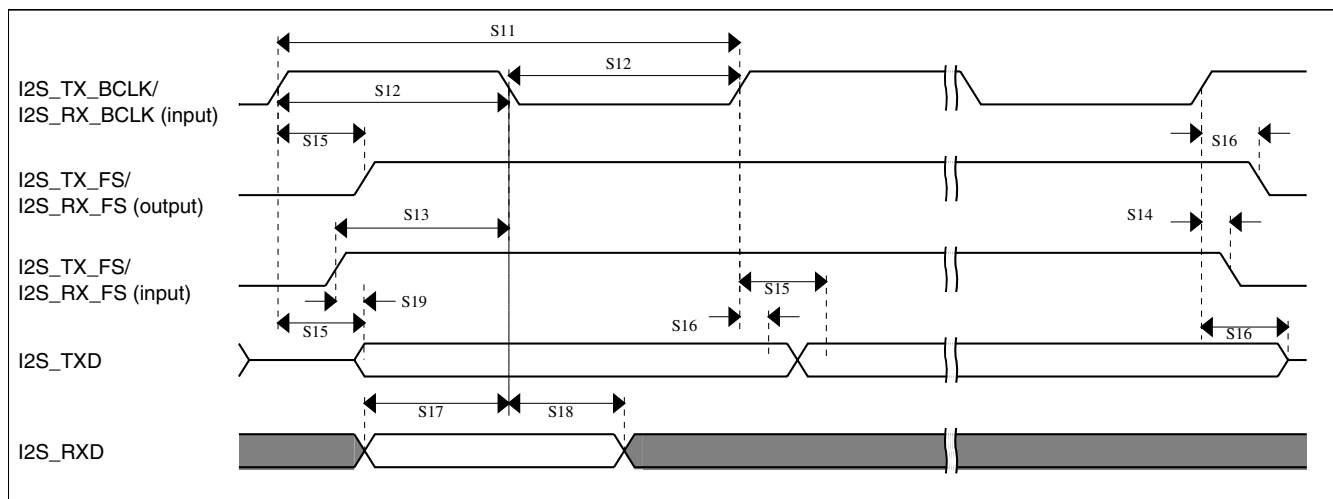 S11
S12
I2S_TX_BCLK/
I2S_RX_BCLK (input)
S12
S15
S16
I2S_TX_FS/
I2S_RX_FS (output)
S13
S14
I2S_TX_FS/
I2S_RX_FS (input)
S19
S15
S15
S16
S16
I2S_TXD
S17
S18
I2S_RXD